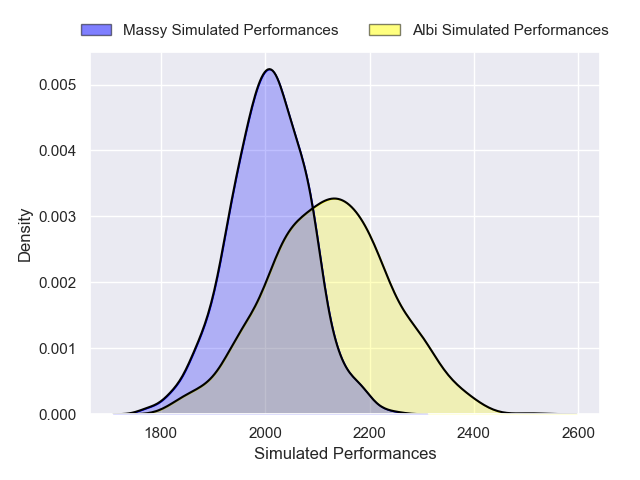 Massy Simulated Performances Albi Simulated Performances
0.005
0.004
0.003
0.002
0.001
0.000
Density
1800 2000 2200 2400 2600
Simulated Performances